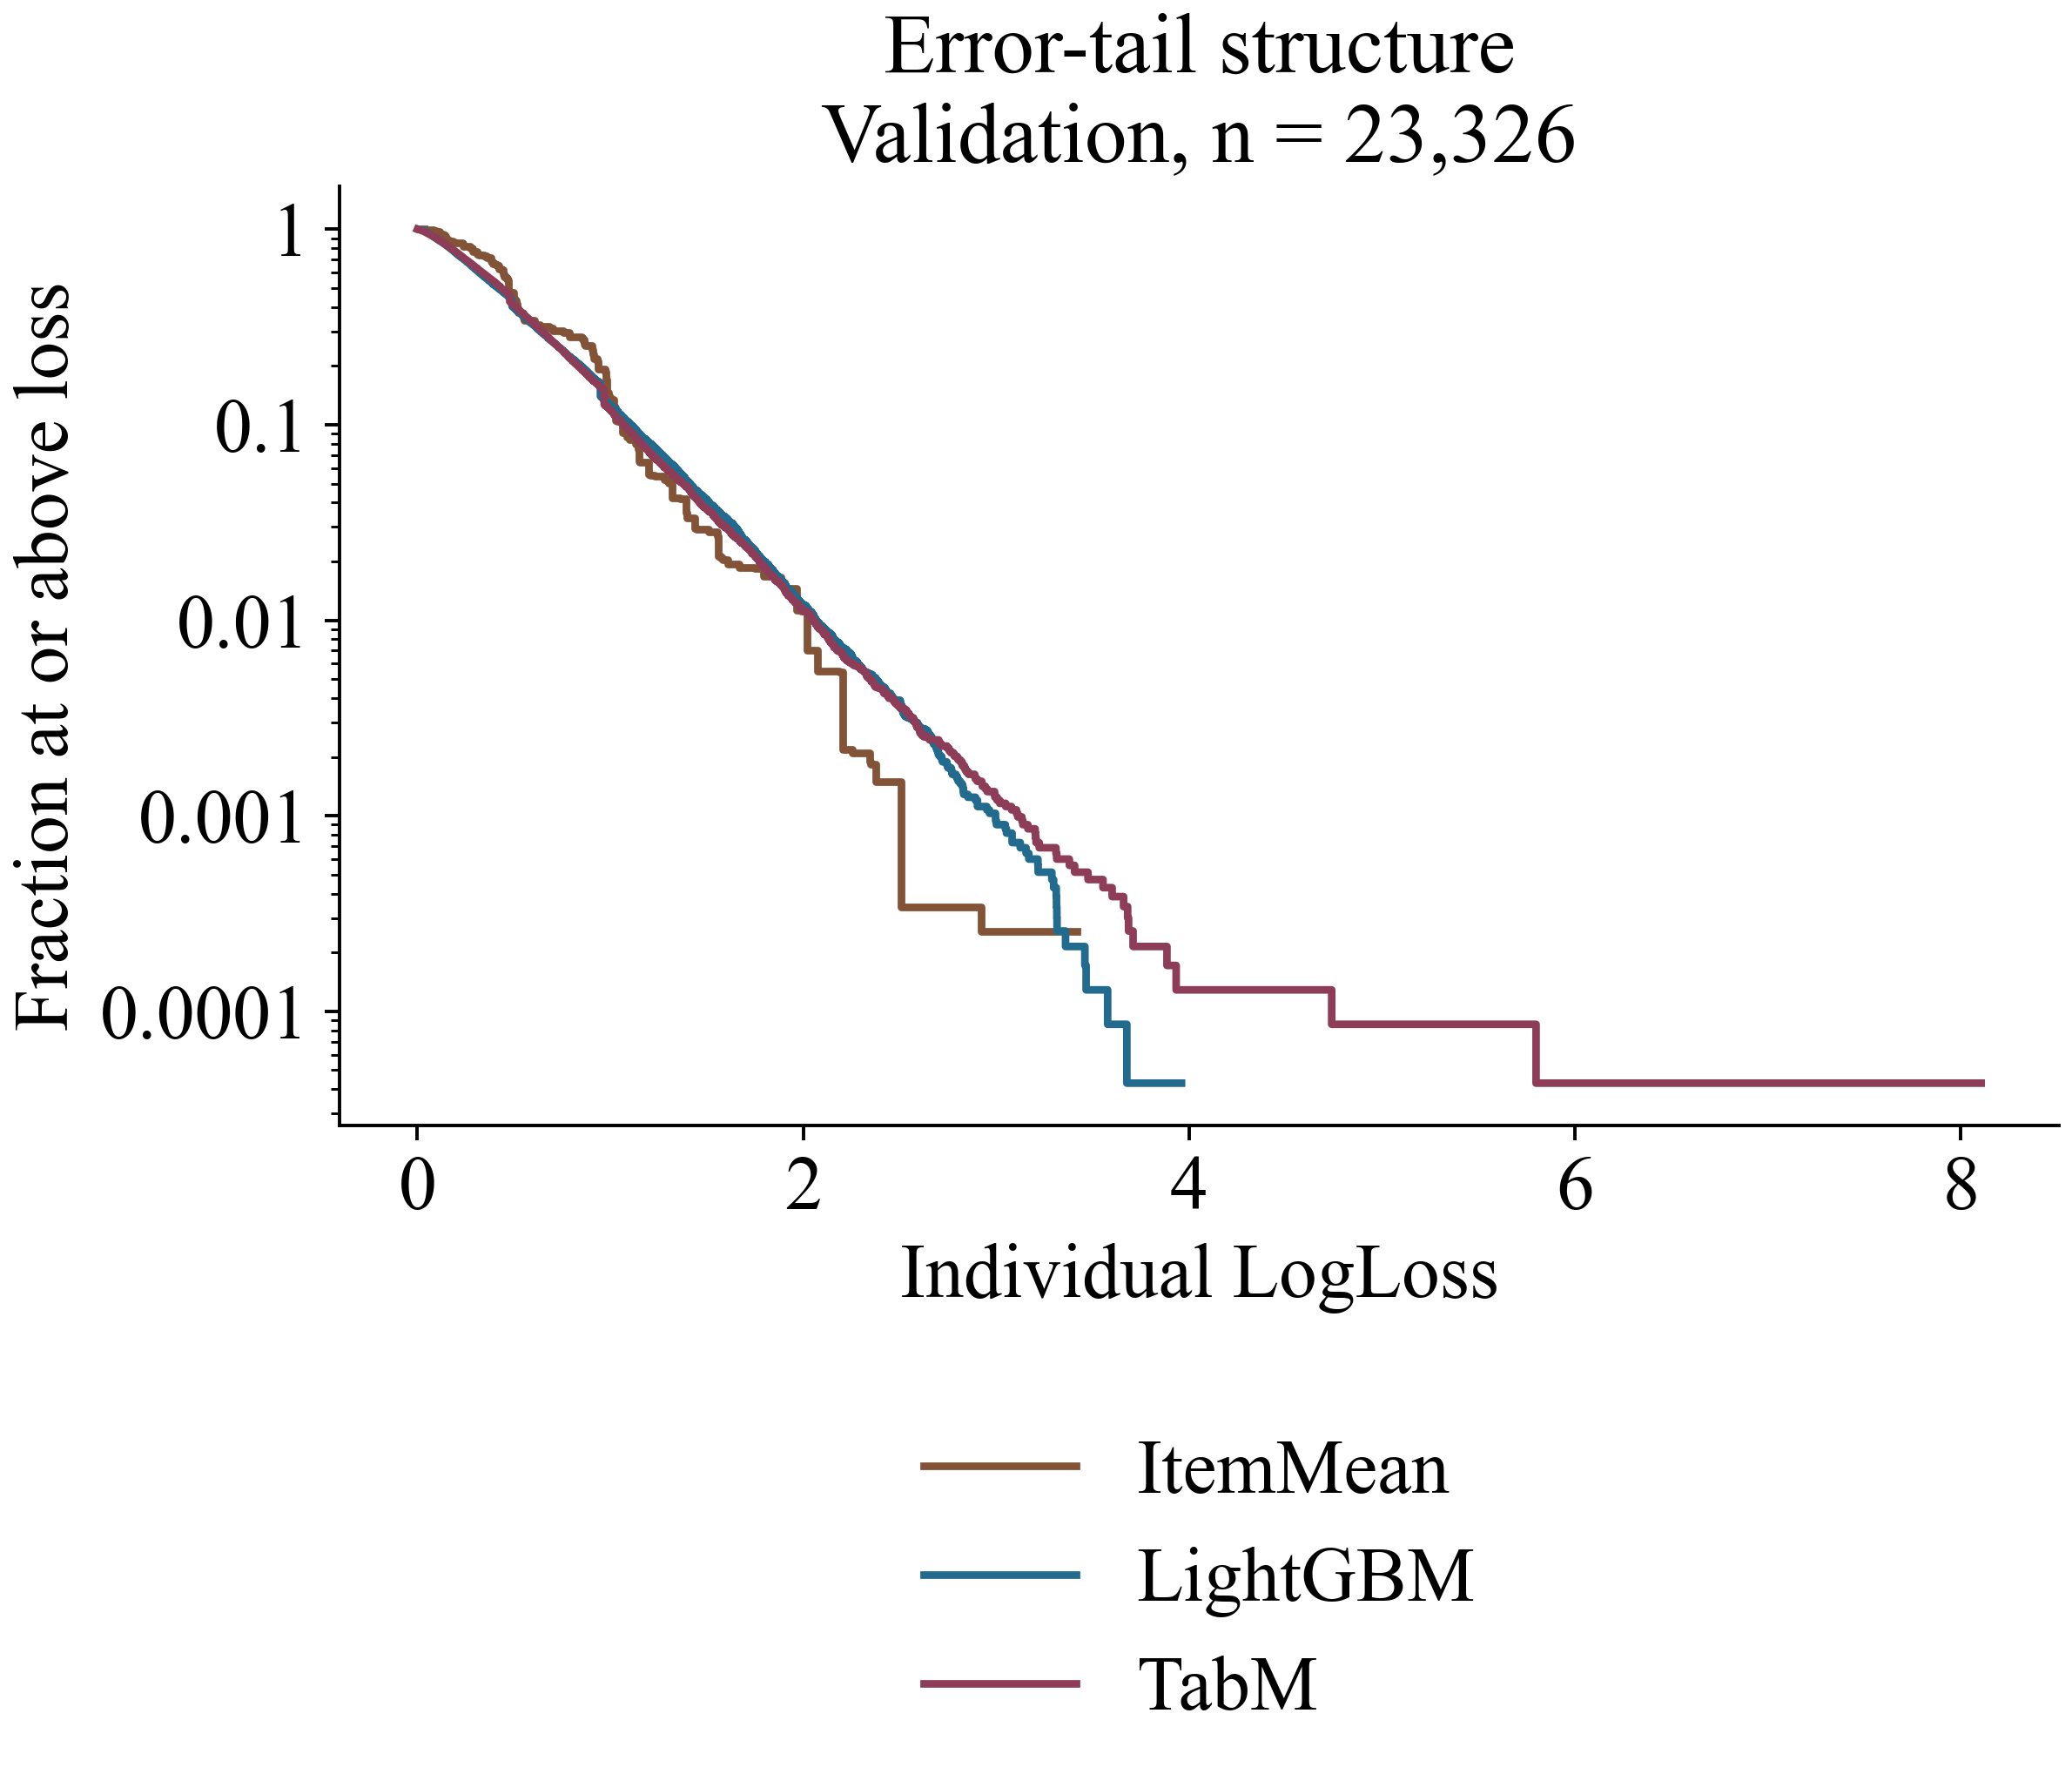 Error-tail structure
Validation, n = 23,326
Fraction at or above loss
1
0.1
0.01
0.001
0.0001
0 2 4 6 8
Individual LogLoss
ItemMean
LightGBM
TabM